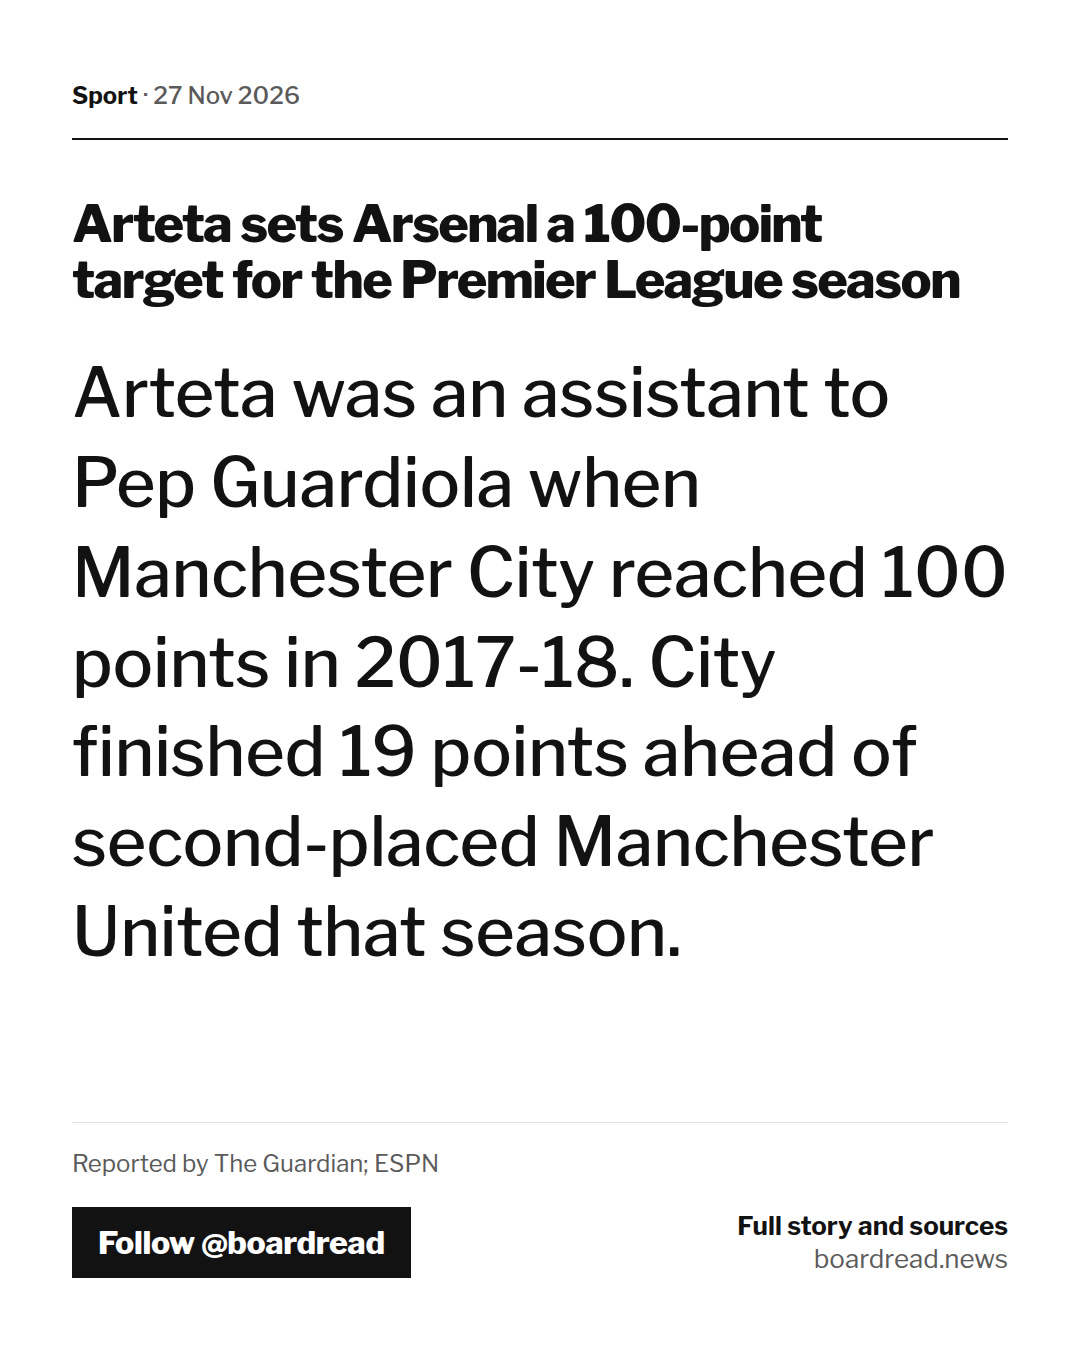 Sport · 27 Nov 2026
Arteta sets Arsenal a 100-point
target for the Premier League season
Arteta was an assistant to
Pep Guardiola when
Manchester City reached 100
points in 2017-18. City
finished 19 points ahead of
second-placed Manchester
United that season.
Reported by The Guardian; ESPN
Follow @boardread
Full story and sources
boardread.news